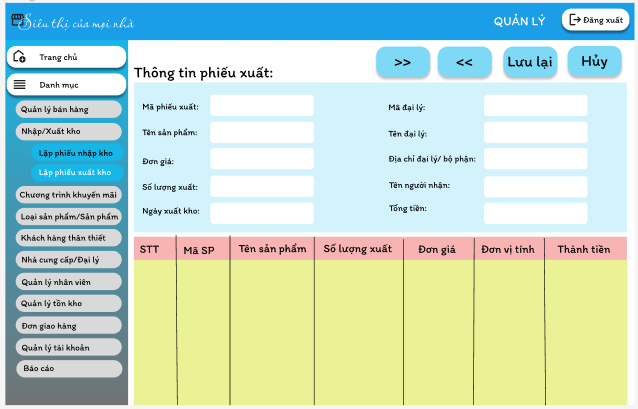 Siêu thị của mọi nhà
QUẢN LÝ
Đăng xuất
Trang chủ
Danh mục
Quản lý bán hàng
Nhập/Xuất kho
Lập phiếu nhập kho
Lập phiếu xuất kho
Chương trình khuyến mãi
Loại sản phẩm/Sản phẩm
Khách hàng thân thiết
Nhà cung cấp/Đại lý
Quản lý nhân viên
Quản lý tồn kho
Đơn giao hàng
Quản lý tài khoản
Báo cáo
>>
<<
Lưu lại
Hủy
Thông tin phiếu xuất:
Mã phiếu xuất:
Mã đại lý:
Tên sản phẩm:
Tên đại lý:
Đơn giá:
Địa chỉ đại lý/ bộ phận:
Số lượng xuất:
Tên người nhận:
Ngày xuất kho:
Tổng tiền:
STT Mã SP Tên sản phẩm Số lượng xuất Đơn giá Đơn vị tính Thành tiền